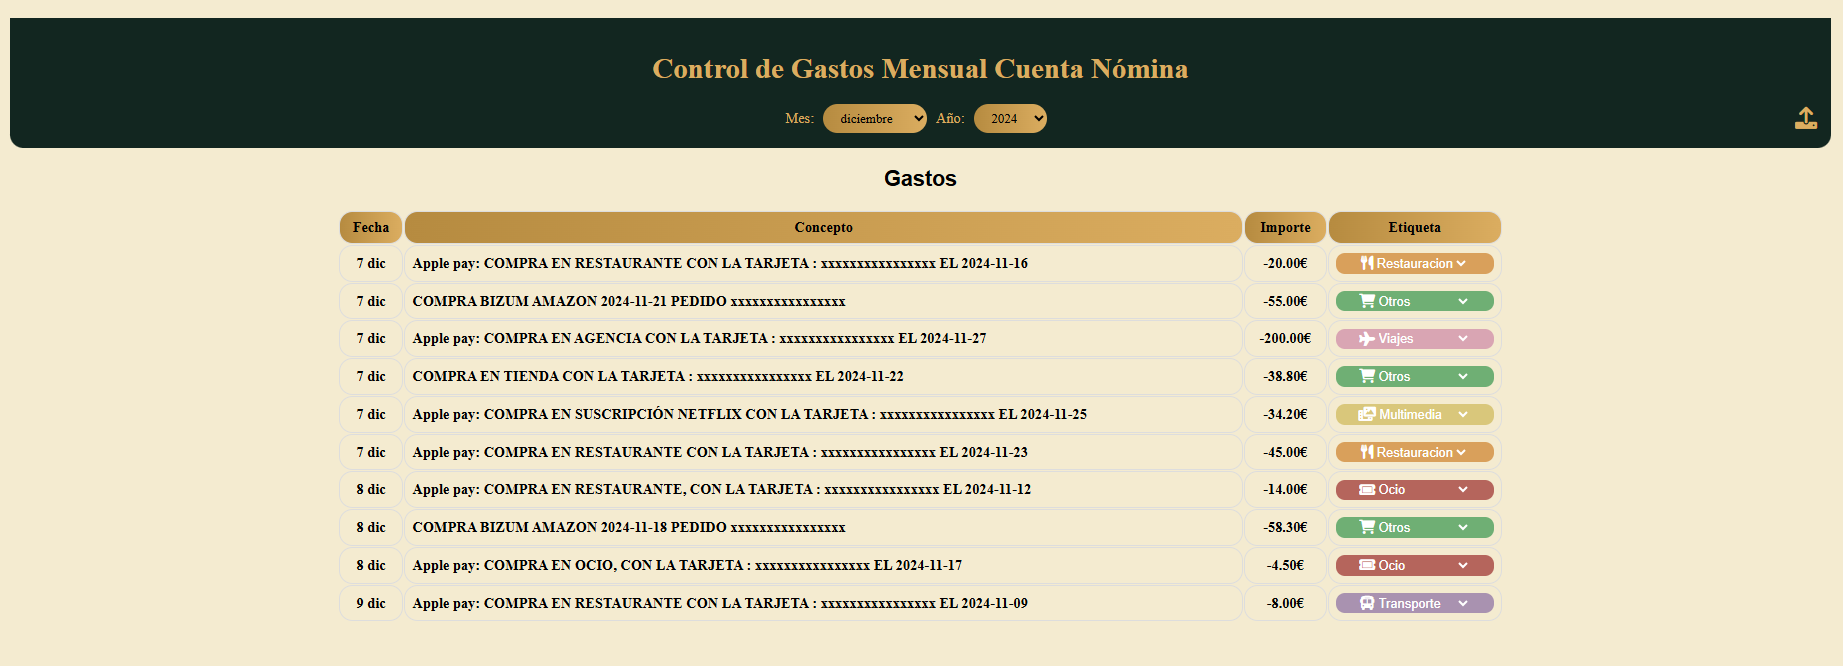 Control de Gastos Mensual Cuenta Nómina
Mes: diciembre Año: 2024
Gastos
Fecha Concepto Importe Etiqueta
7 dic Apple pay: COMPRA EN RESTAURANTE CON LA TARJETA : xxxxxxxxxxxxxxxx EL 2024-11-16 -20.00€ Restauracion
7 dic COMPRA BIZUM AMAZON 2024-11-21 PEDIDO xxxxxxxxxxxxxxxx -55.00€ Otros
7 dic Apple pay: COMPRA EN AGENCIA CON LA TARJETA : xxxxxxxxxxxxxxxx EL 2024-11-27 -200.00€ Viajes
7 dic COMPRA EN TIENDA CON LA TARJETA : xxxxxxxxxxxxxxxx EL 2024-11-22 -38.80€ Otros
7 dic Apple pay: COMPRA EN SUSCRIPCIÓN NETFLIX CON LA TARJETA : xxxxxxxxxxxxxxxx EL 2024-11-25 -34.20€ Multimedia
7 dic Apple pay: COMPRA EN RESTAURANTE CON LA TARJETA : xxxxxxxxxxxxxxxx EL 2024-11-23 -45.00€ Restauracion
8 dic Apple pay: COMPRA EN RESTAURANTE, CON LA TARJETA : xxxxxxxxxxxxxxxx EL 2024-11-12 -14.00€ Ocio
8 dic COMPRA BIZUM AMAZON 2024-11-18 PEDIDO xxxxxxxxxxxxxxxx -58.30€ Otros
8 dic Apple pay: COMPRA EN OCIO, CON LA TARJETA : xxxxxxxxxxxxxxxx EL 2024-11-17 -4.50€ Ocio
9 dic Apple pay: COMPRA EN RESTAURANTE CON LA TARJETA : xxxxxxxxxxxxxxxx EL 2024-11-09 -8.00€ Transporte